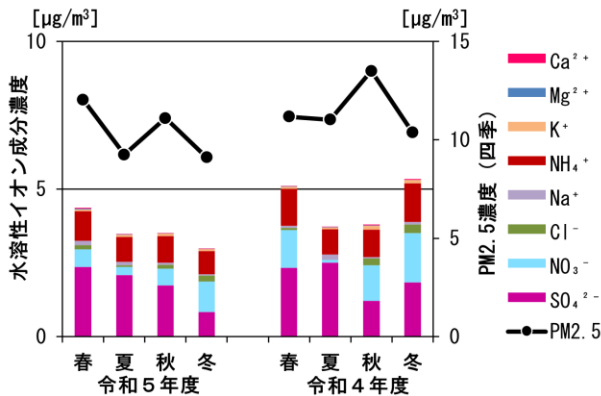 [μg/m³] [μg/m³]
10 15
水溶性イオン成分濃度
5
0
10
5
0
PM2.5濃度(四季)
Ca²⁺
Mg²⁺
K⁺
NH₄⁺
Na⁺
Cl⁻
NO₃⁻
SO₄²⁻
PM2.5
春 夏 秋 冬 春 夏 秋 冬
令和5年度 令和4年度